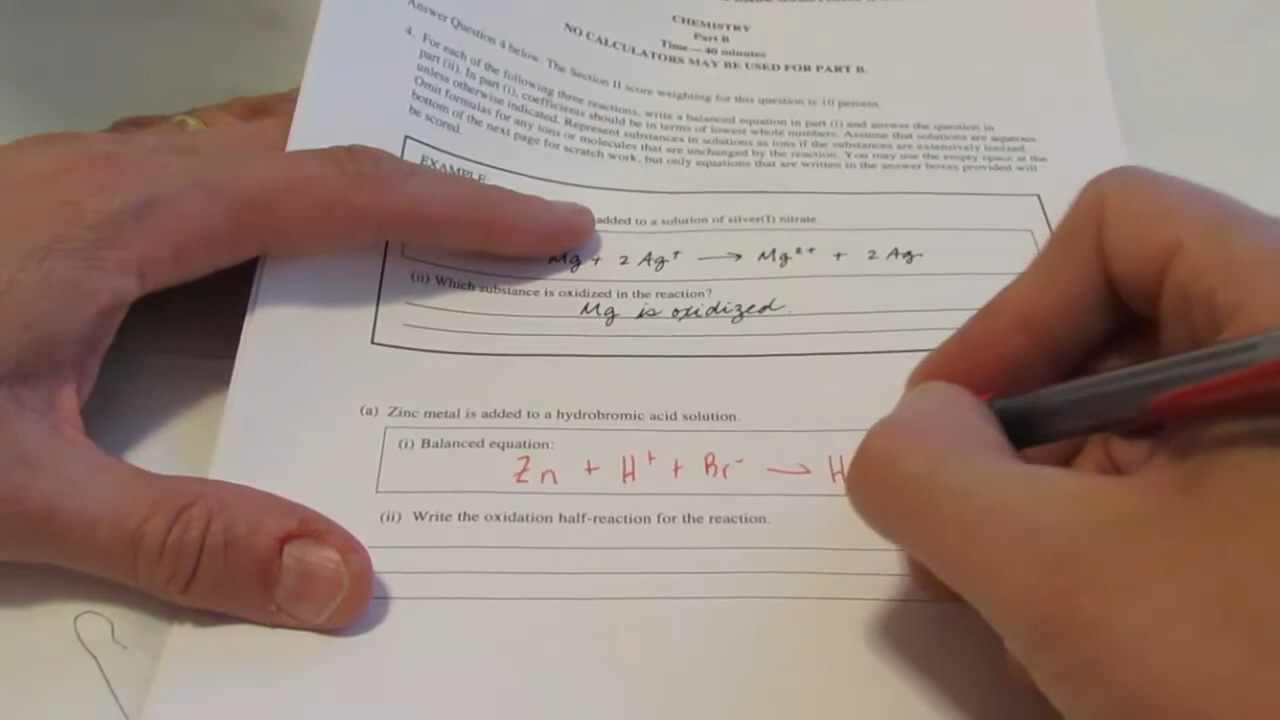 CHEMISTRY
Part B
Time—40 minutes
NO CALCULATORS MAY BE USED FOR PART B.
Answer Question 4 below. The Section II score weighting for this question is 10 percent.
4. For each of the following three reactions, write a balanced equation in part (i) and answer the question in
part (ii). In part (i), coefficients should be in terms of lowest whole numbers. Assume that solutions are aqueous
unless otherwise indicated. Represent substances in solutions as ions if the substances are extensively ionized.
Omit formulas for any ions or molecules that are unchanged by the reaction. You may use the empty space at the
bottom of the next page for scratch work, but only equations that are written in the answer boxes provided will
be scored.
EXAMPLE:
added to a solution of silver(I) nitrate.
Mg + 2 Ag⁺ → Mg²⁺ + 2 Ag
(ii) Which substance is oxidized in the reaction?
Mg is oxidized.
(a) Zinc metal is added to a hydrobromic acid solution.
(i) Balanced equation:
Zn + H⁺ + Br⁻ → H
(ii) Write the oxidation half-reaction for the reaction.